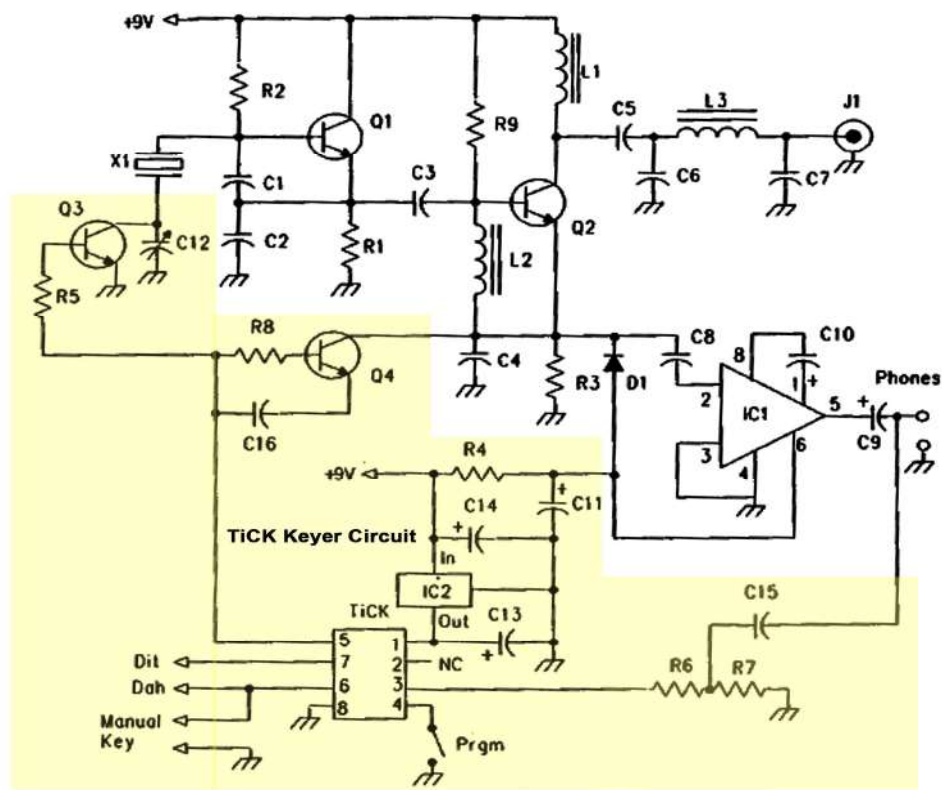 +9V
R2
Q1
X1
C1
C2
R1
C3
R9
L1
L2
Q2
C5
L3
J1
C6
C7
Q3
C12
R5
R8
Q4
C16
C4
R3
D1
C8
C10
8
2
1
+
IC1
5
3
4
6
+
C9
Phones
+9V
R4
+
C11
C14
+
TiCK Keyer Circuit
In
IC2
TiCK
Out
C13
+
C15
5
1
7
2
NC
6
3
8
4
Dit
Dah
Manual
Key
Prgm
R6
R7